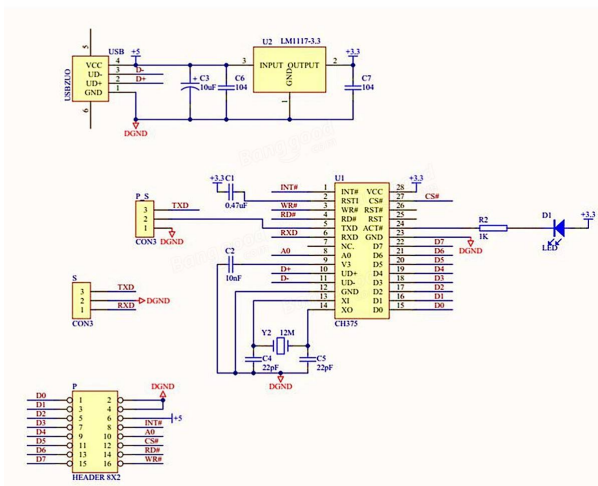 USB
+5
U2 LM1117-3.3
+3.3
5
VCC 4
UD- 3 D-
UD+ 2 D+
GND 1
USBZUO
6
3 INPUT OUTPUT 2
GND
1
+ C3
10uF
C6
104
C7
104
DGND
+3.3 C1
0.47uF
U1
+3.3
INT# 1 INT# VCC 28
2 RSTI CS# 27 CS#
WR# 3 WR# RST# 26
RD# 4 RD# RST 25
5 TXD ACT# 24
RXD 6 RXD GND 23
7 NC. D7 22 D7
A0 8 A0 D6 21 D6
9 V3 D5 20 D5
D+ 10 UD+ D4 19 D4
D- 11 UD- D3 18 D3
12 GND D2 17 D2
13 XI D1 16 D1
14 XO D0 15 D0
CH375
R2
1K
D1
LED
+3.3
DGND
P_S
3 TXD
2
1
CON3
DGND
C2
10nF
S
3 TXD
2 DGND
1 RXD
CON3
Y2 12M
C4
22pF
C5
22pF
DGND
P
DGND
D0 1 2
D1 3 4
D2 5 6 +5
D3 7 8 INT#
D4 9 10 A0
D5 11 12 CS#
D6 13 14 RD#
D7 15 16 WR#
HEADER 8X2